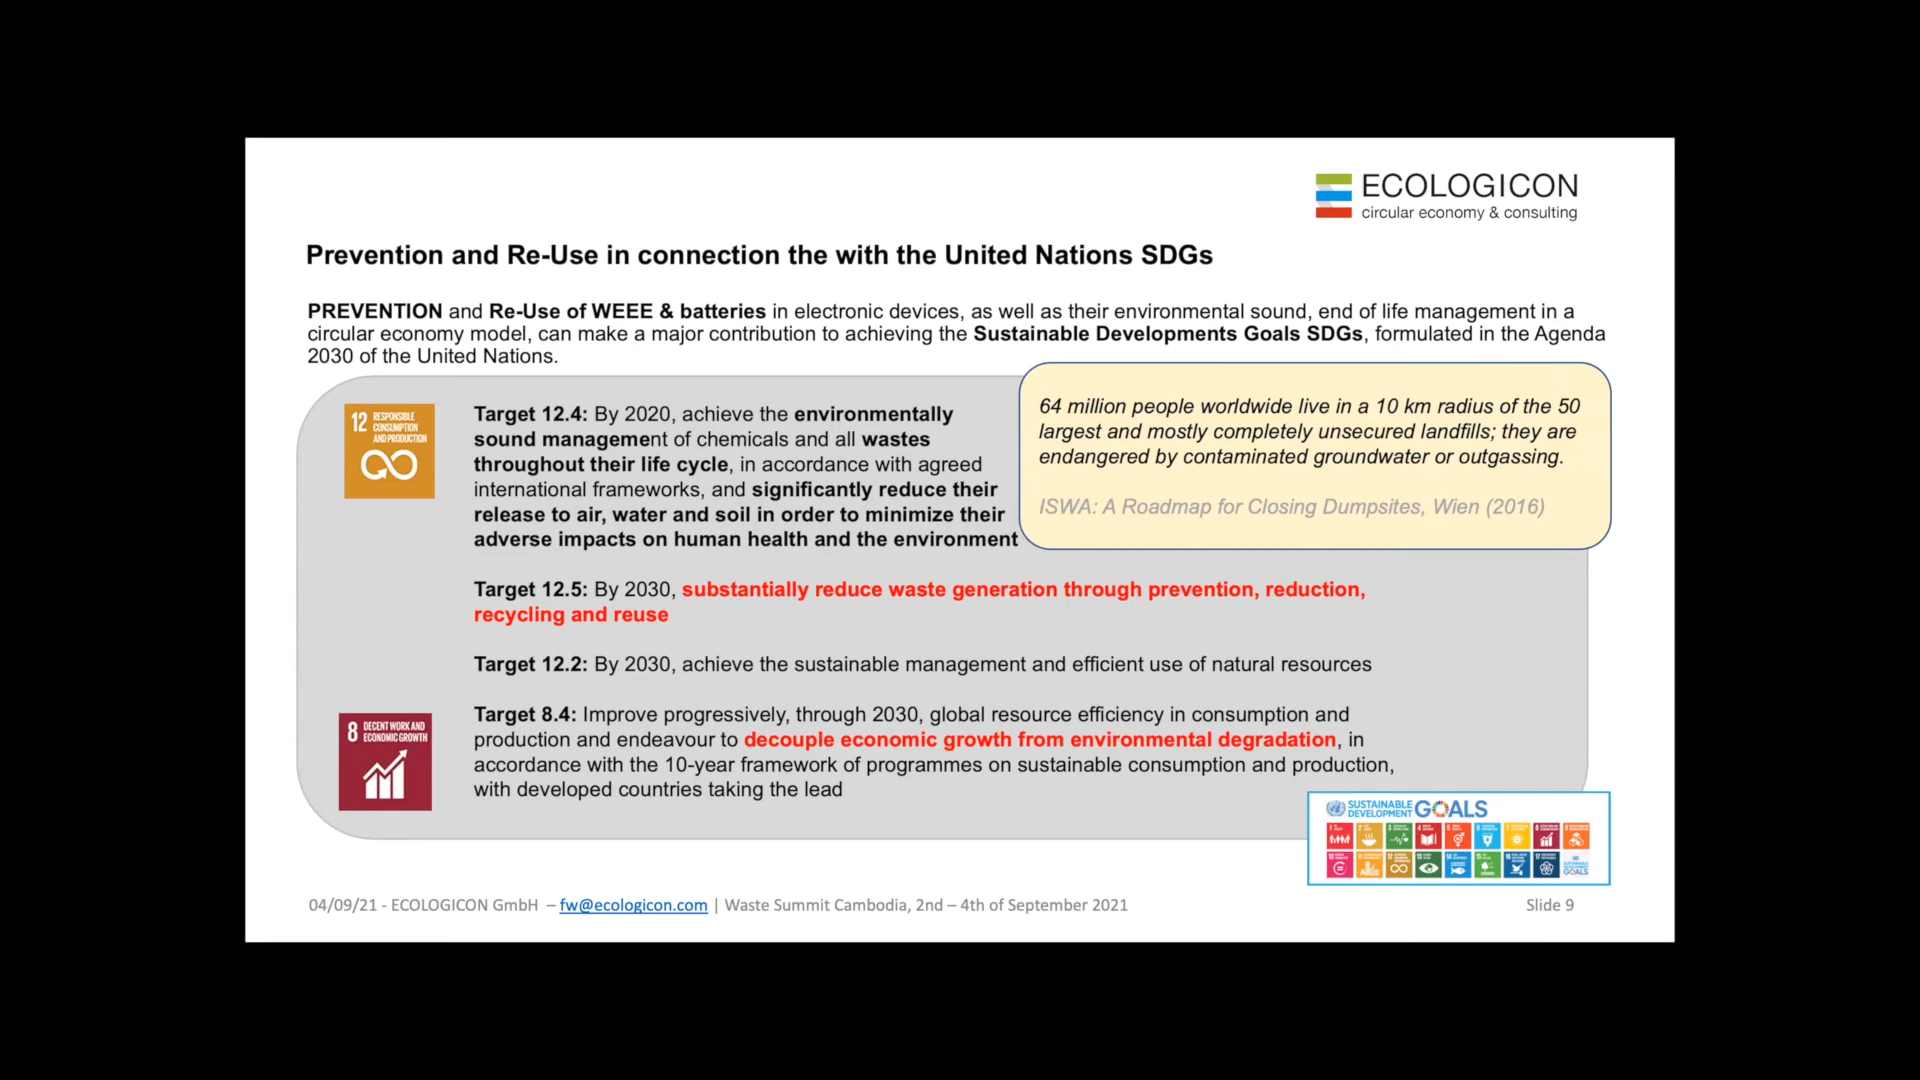 ECOLOGICON
circular economy & consulting
Prevention and Re-Use in connection the with the United Nations SDGs
PREVENTION and Re-Use of WEEE & batteries in electronic devices, as well as their environmental sound, end of life management in a
circular economy model, can make a major contribution to achieving the Sustainable Developments Goals SDGs, formulated in the Agenda
2030 of the United Nations.
12 RESPONSIBLE
CONSUMPTION
AND PRODUCTION
Target 12.4: By 2020, achieve the environmentally
sound management of chemicals and all wastes
throughout their life cycle, in accordance with agreed
international frameworks, and significantly reduce their
release to air, water and soil in order to minimize their
adverse impacts on human health and the environment
64 million people worldwide live in a 10 km radius of the 50
largest and mostly completely unsecured landfills; they are
endangered by contaminated groundwater or outgassing.
ISWA: A Roadmap for Closing Dumpsites, Wien (2016)
Target 12.5: By 2030, substantially reduce waste generation through prevention, reduction,
recycling and reuse
Target 12.2: By 2030, achieve the sustainable management and efficient use of natural resources
8 DECENT WORK AND
ECONOMIC GROWTH
Target 8.4: Improve progressively, through 2030, global resource efficiency in consumption and
production and endeavour to decouple economic growth from environmental degradation, in
accordance with the 10-year framework of programmes on sustainable consumption and production,
with developed countries taking the lead
SUSTAINABLE
DEVELOPMENT GOALS
04/09/21 - ECOLOGICON GmbH – fw@ecologicon.com | Waste Summit Cambodia, 2nd – 4th of September 2021
Slide 9